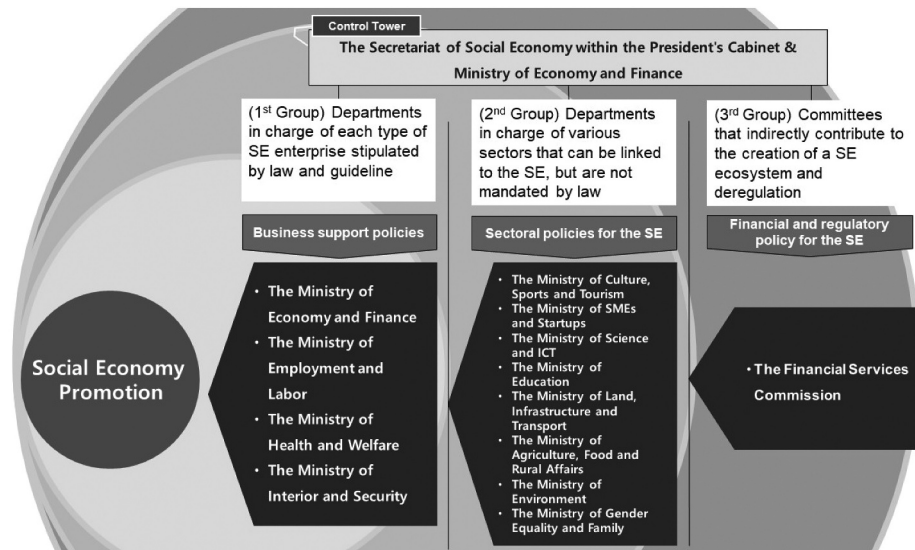 Control Tower
The Secretariat of Social Economy within the President's Cabinet &
Ministry of Economy and Finance
(1st Group) Departments
in charge of each type of
SE enterprise stipulated
by law and guideline
(2nd Group) Departments
in charge of various
sectors that can be linked
to the SE, but are not
mandated by law
(3rd Group) Committees
that indirectly contribute to
the creation of a SE
ecosystem and
deregulation
Business support policies
Sectoral policies for the SE
Financial and regulatory
policy for the SE
Social Economy
Promotion
• The Ministry of
Economy and Finance
• The Ministry of
Employment and
Labor
• The Ministry of
Health and Welfare
• The Ministry of
Interior and Security
• The Ministry of Culture,
Sports and Tourism
• The Ministry of SMEs
and Startups
• The Ministry of Science
and ICT
• The Ministry of
Education
• The Ministry of Land,
Infrastructure and
Transport
• The Ministry of
Agriculture, Food and
Rural Affairs
• The Ministry of
Environment
• The Ministry of Gender
Equality and Family
• The Financial Services
Commission